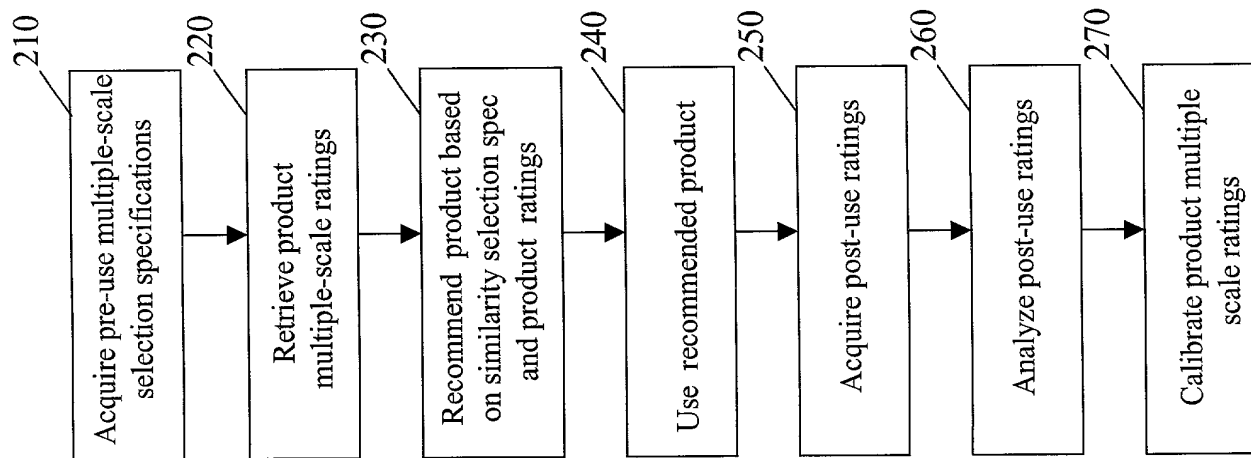 210
Acquire pre-use multiple-scale
selection specifications
220
Retrieve product
multiple-scale ratings
230
Recommend product based
on similarity selection spec
and product ratings
240
Use recommended product
250
Acquire post-use ratings
260
Analyze post-use ratings
270
Calibrate product multiple
scale ratings